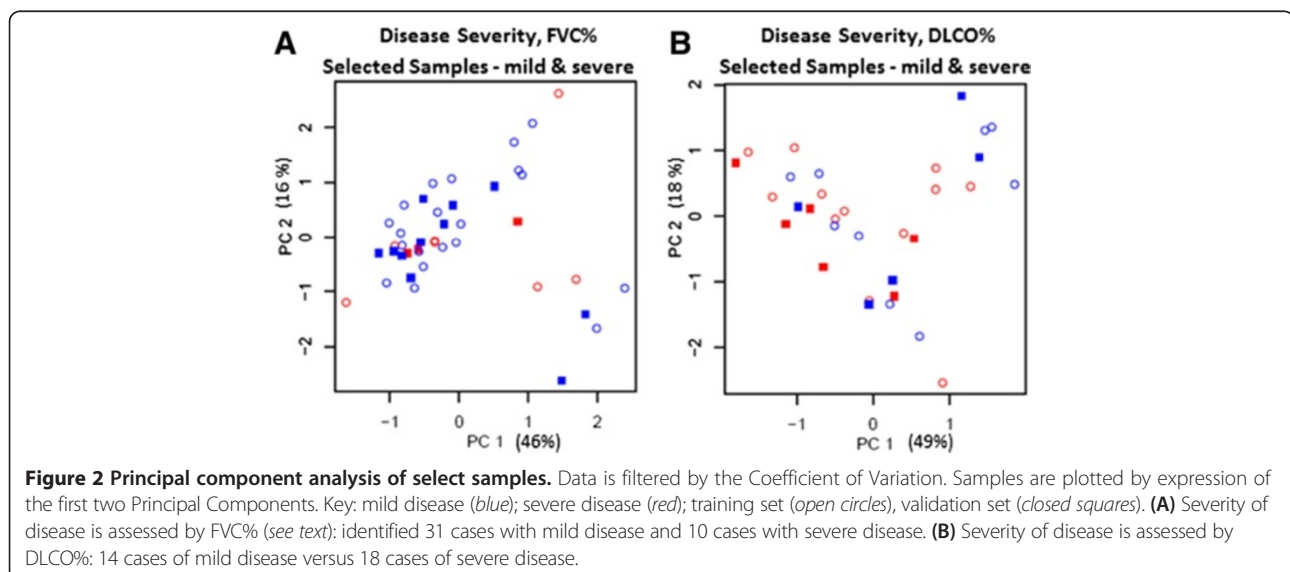 A
Disease Severity, FVC%
Selected Samples - mild & severe
PC 2 (16 %)
2
1
0
−1
−2
−1 0 1 2
PC 1 (46%)
B
Disease Severity, DLCO%
Selected Samples - mild & severe
PC 2 (18 %)
2
1
0
−1
−2
−1 0 1
PC 1 (49%)
Figure 2 Principal component analysis of select samples. Data is filtered by the Coefficient of Variation. Samples are plotted by expression of
the first two Principal Components. Key: mild disease (blue); severe disease (red); training set (open circles), validation set (closed squares). (A) Severity of
disease is assessed by FVC% (see text): identified 31 cases with mild disease and 10 cases with severe disease. (B) Severity of disease is assessed by
DLCO%: 14 cases of mild disease versus 18 cases of severe disease.